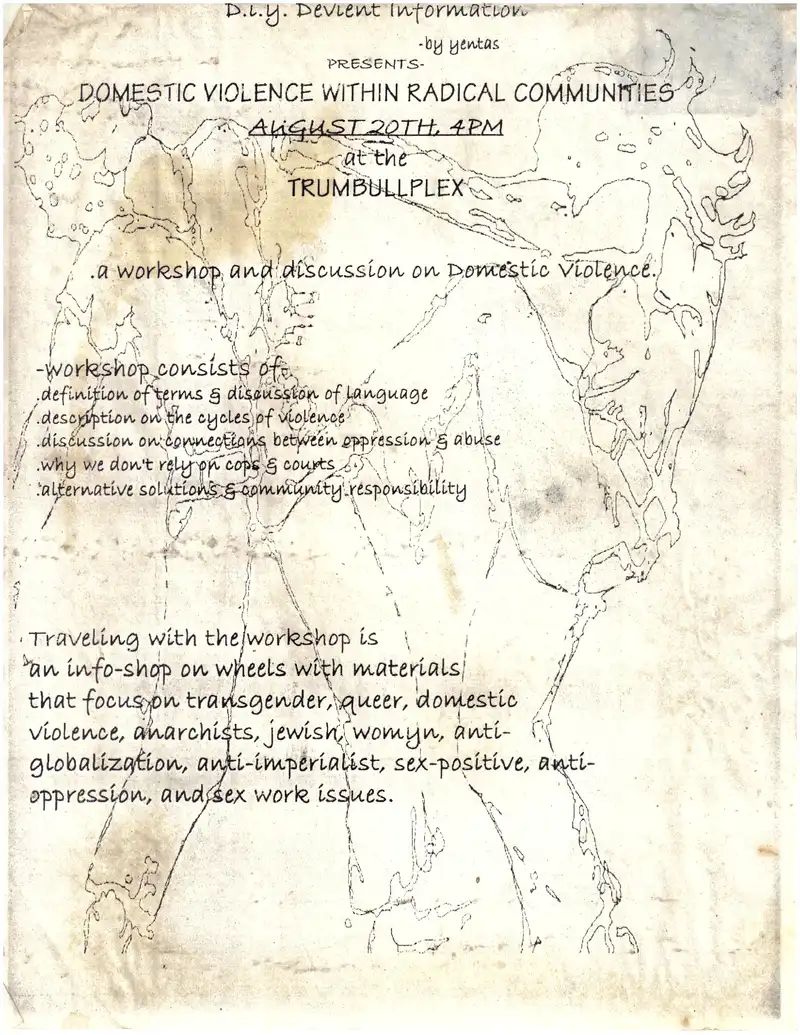 D.i.y. Devient Information
-by yentas
PRESENTS-
DOMESTIC VIOLENCE WITHIN RADICAL COMMUNITIES
AUGUST 20TH, 4PM
at the
TRUMBULLPLEX
.a workshop and discussion on Domestic Violence.
-workshop consists of-
.definition of terms & discussion of language
.description on the cycles of violence
.discussion on connections between oppression & abuse
.why we don't rely on cops & courts
.alternative solutions & community responsibility
Traveling with the workshop is
an info-shop on wheels with materials
that focus on transgender, queer, domestic
violence, anarchists, jewish, womyn, anti-
globalization, anti-imperialist, sex-positive, anti-
oppression, and sex work issues.